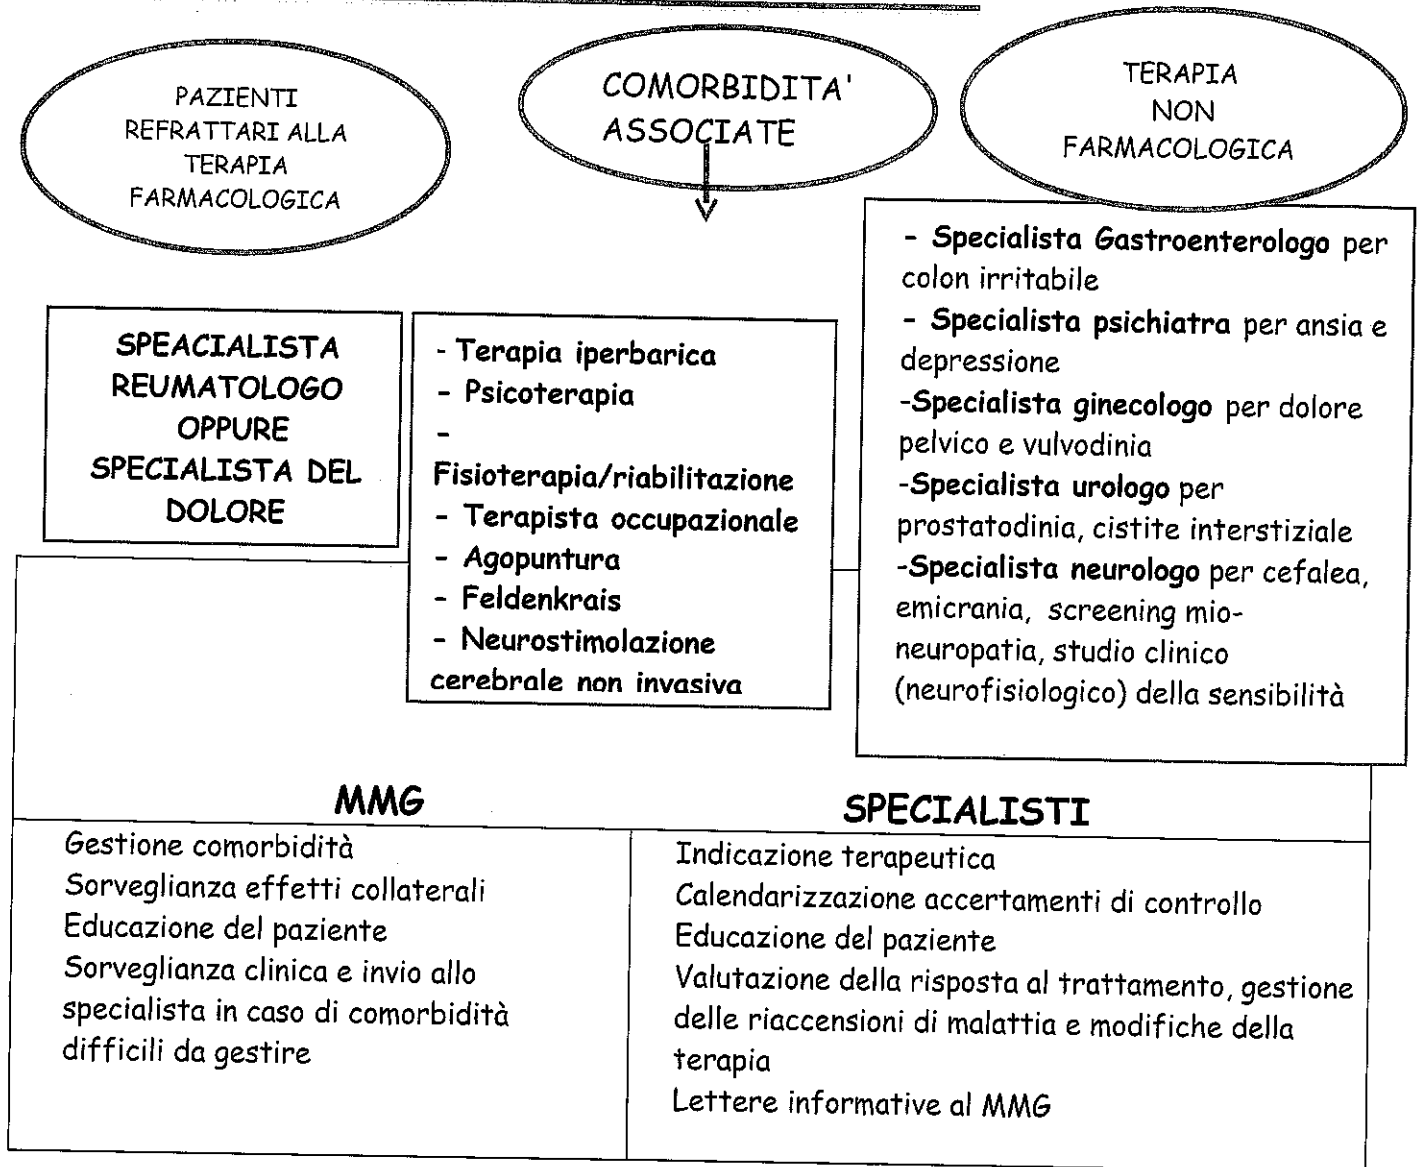 PAZIENTI
REFRATTARI ALLA
TERAPIA
FARMACOLOGICA
COMORBIDITA'
ASSOCIATE
TERAPIA
NON
FARMACOLOGICA
SPEACIALISTA
REUMATOLOGO
OPPURE
SPECIALISTA DEL
DOLORE
- Terapia iperbarica
- Psicoterapia
-
Fisioterapia/riabilitazione
- Terapista occupazionale
- Agopuntura
- Feldenkrais
- Neurostimolazione
cerebrale non invasiva
- Specialista Gastroenterologo per
colon irritabile
- Specialista psichiatra per ansia e
depressione
-Specialista ginecologo per dolore
pelvico e vulvodinia
-Specialista urologo per
prostatodinia, cistite interstiziale
-Specialista neurologo per cefalea,
emicrania, screening mio-
neuropatia, studio clinico
(neurofisiologico) della sensibilità
MMG
Gestione comorbidità
Sorveglianza effetti collaterali
Educazione del paziente
Sorveglianza clinica e invio allo
specialista in caso di comorbidità
difficili da gestire
SPECIALISTI
Indicazione terapeutica
Calendarizzazione accertamenti di controllo
Educazione del paziente
Valutazione della risposta al trattamento, gestione
delle riaccensioni di malattia e modifiche della
terapia
Lettere informative al MMG